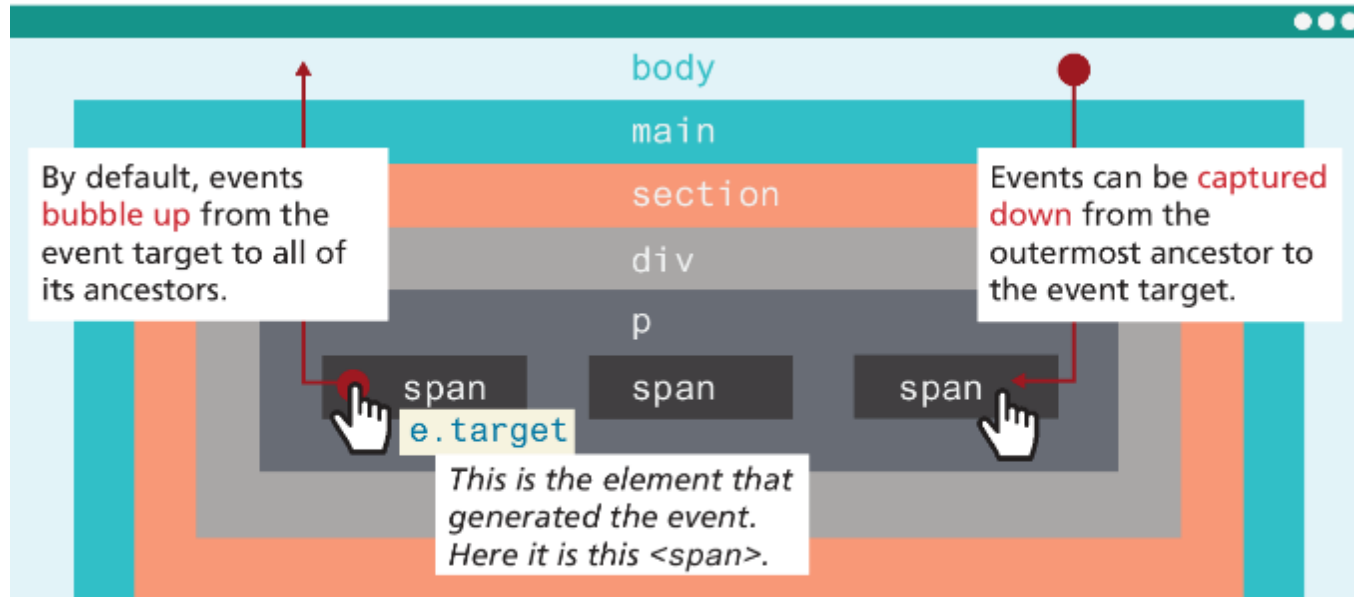 body
main
By default, events
bubble up from the
event target to all of
its ancestors.
section
div
p
Events can be captured
down from the
outermost ancestor to
the event target.
span
span
span
e.target
This is the element that
generated the event.
Here it is this <span>.